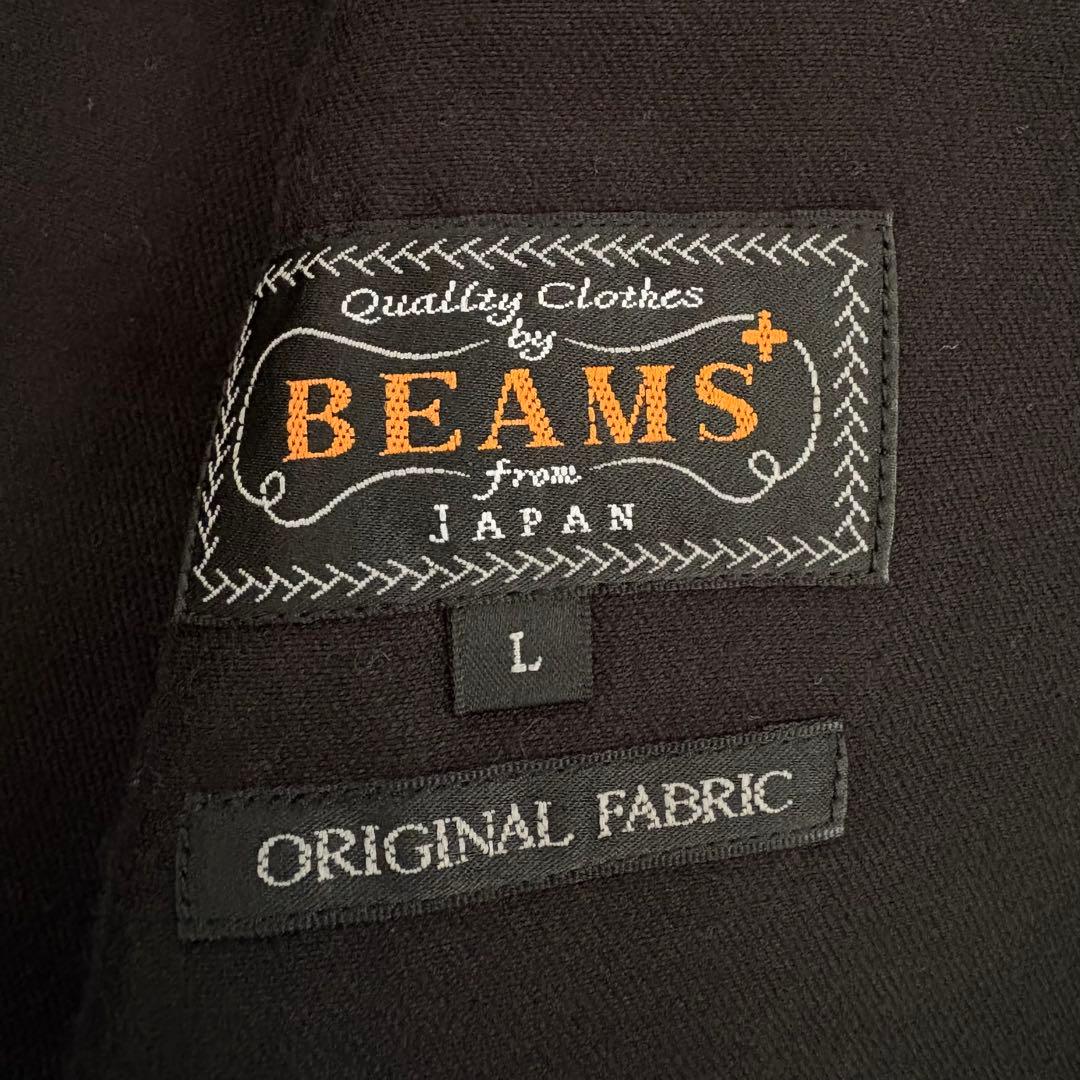 Quality Clothes
by
BEAMS+
from
JAPAN
L
ORIGINAL FABRIC